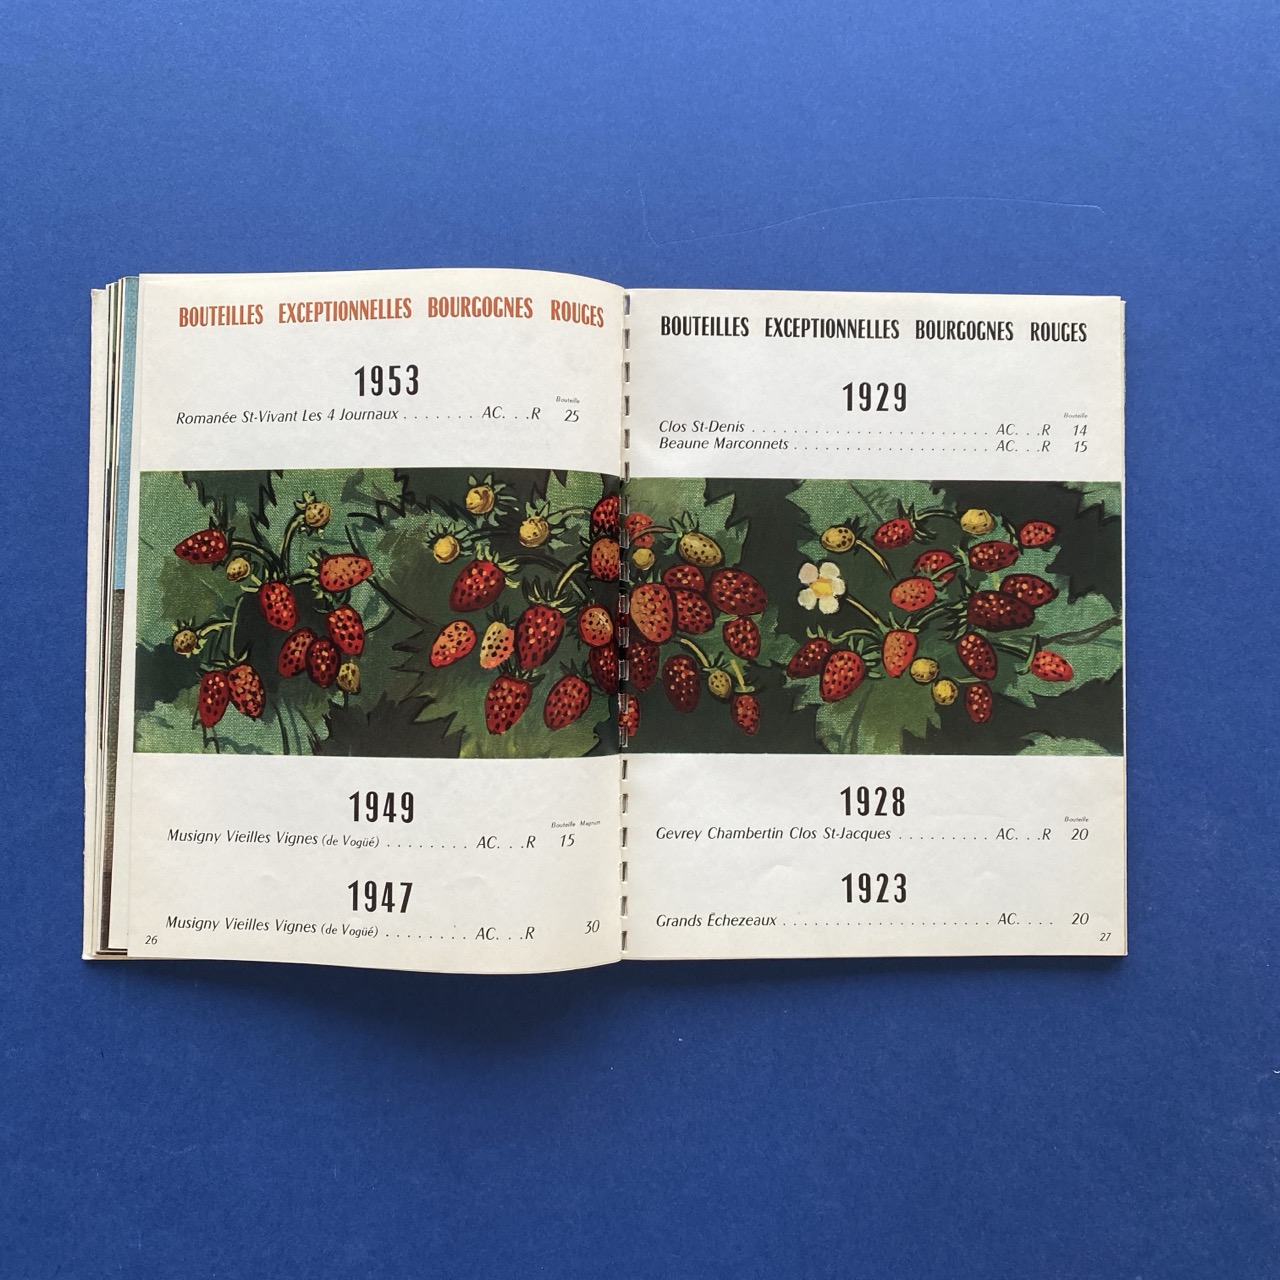 BOUTEILLES EXCEPTIONNELLES BOURGOGNES ROUGES
1953
Bouteille
Romanée St-Vivant Les 4 Journaux . . . . . . . AC. . .R 25
1949
Bouteille Magnum
Musigny Vieilles Vignes (de Vogüé) . . . . . . . . AC. . .R 15
1947
Musigny Vieilles Vignes (de Vogüé) . . . . . . . . AC. . .R 30
26
BOUTEILLES EXCEPTIONNELLES BOURGOGNES ROUGES
1929
Bouteille
Clos St-Denis . . . . . . . . . . . . . . . . . . . . . . . . AC. . .R 14
Beaune Marconnets . . . . . . . . . . . . . . . . . . . . AC. . .R 15
1928
Bouteille
Gevrey Chambertin Clos St-Jacques . . . . . . . . . . AC. . .R 20
1923
Grands Échezeaux . . . . . . . . . . . . . . . . . . . . . . AC. . . . 20
27